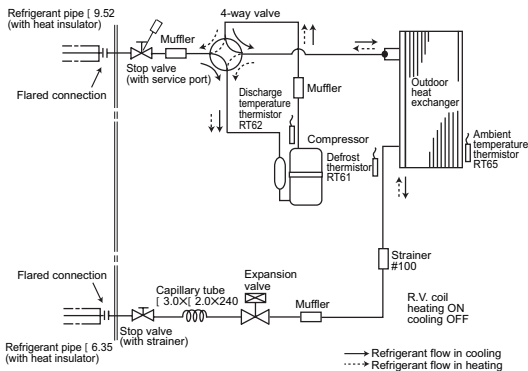 Refrigerant pipe [ 9.52
(with heat insulator)
Muffler
4-way valve
Stop valve
(with service port)
Flared connection
Discharge
temperature
thermistor
RT62
Muffler
Compressor
Defrost
thermistor
RT61
Outdoor
heat
exchanger
Ambient
temperature
thermistor
RT65
Flared connection
Refrigerant pipe [ 6.35
(with heat insulator)
Stop valve
(with strainer)
Capillary tube
[ 3.0×[ 2.0×240
Expansion
valve
Muffler
Strainer
#100
R.V. coil
heating ON
cooling OFF
Refrigerant flow in cooling
Refrigerant flow in heating